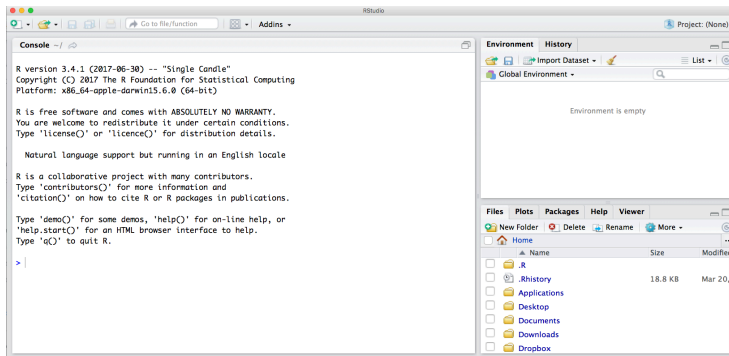 RStudio
Go to file/function
Addins
Project: (None)
Console ~/
R version 3.4.1 (2017-06-30) -- "Single Candle"
Copyright (C) 2017 The R Foundation for Statistical Computing
Platform: x86_64-apple-darwin15.6.0 (64-bit)
R is free software and comes with ABSOLUTELY NO WARRANTY.
You are welcome to redistribute it under certain conditions.
Type 'license()' or 'licence()' for distribution details.
Natural language support but running in an English locale
R is a collaborative project with many contributors.
Type 'contributors()' for more information and
'citation()' on how to cite R or R packages in publications.
Type 'demo()' for some demos, 'help()' for on-line help, or
'help.start()' for an HTML browser interface to help.
Type 'q()' to quit R.
>
Environment History
Import Dataset List
Global Environment
Environment is empty
Files Plots Packages Help Viewer
New Folder Delete Rename More
Home ...
Name Size Modified
.R
.Rhistory 18.8 KB Mar 20,
Applications
Desktop
Documents
Downloads
Dropbox